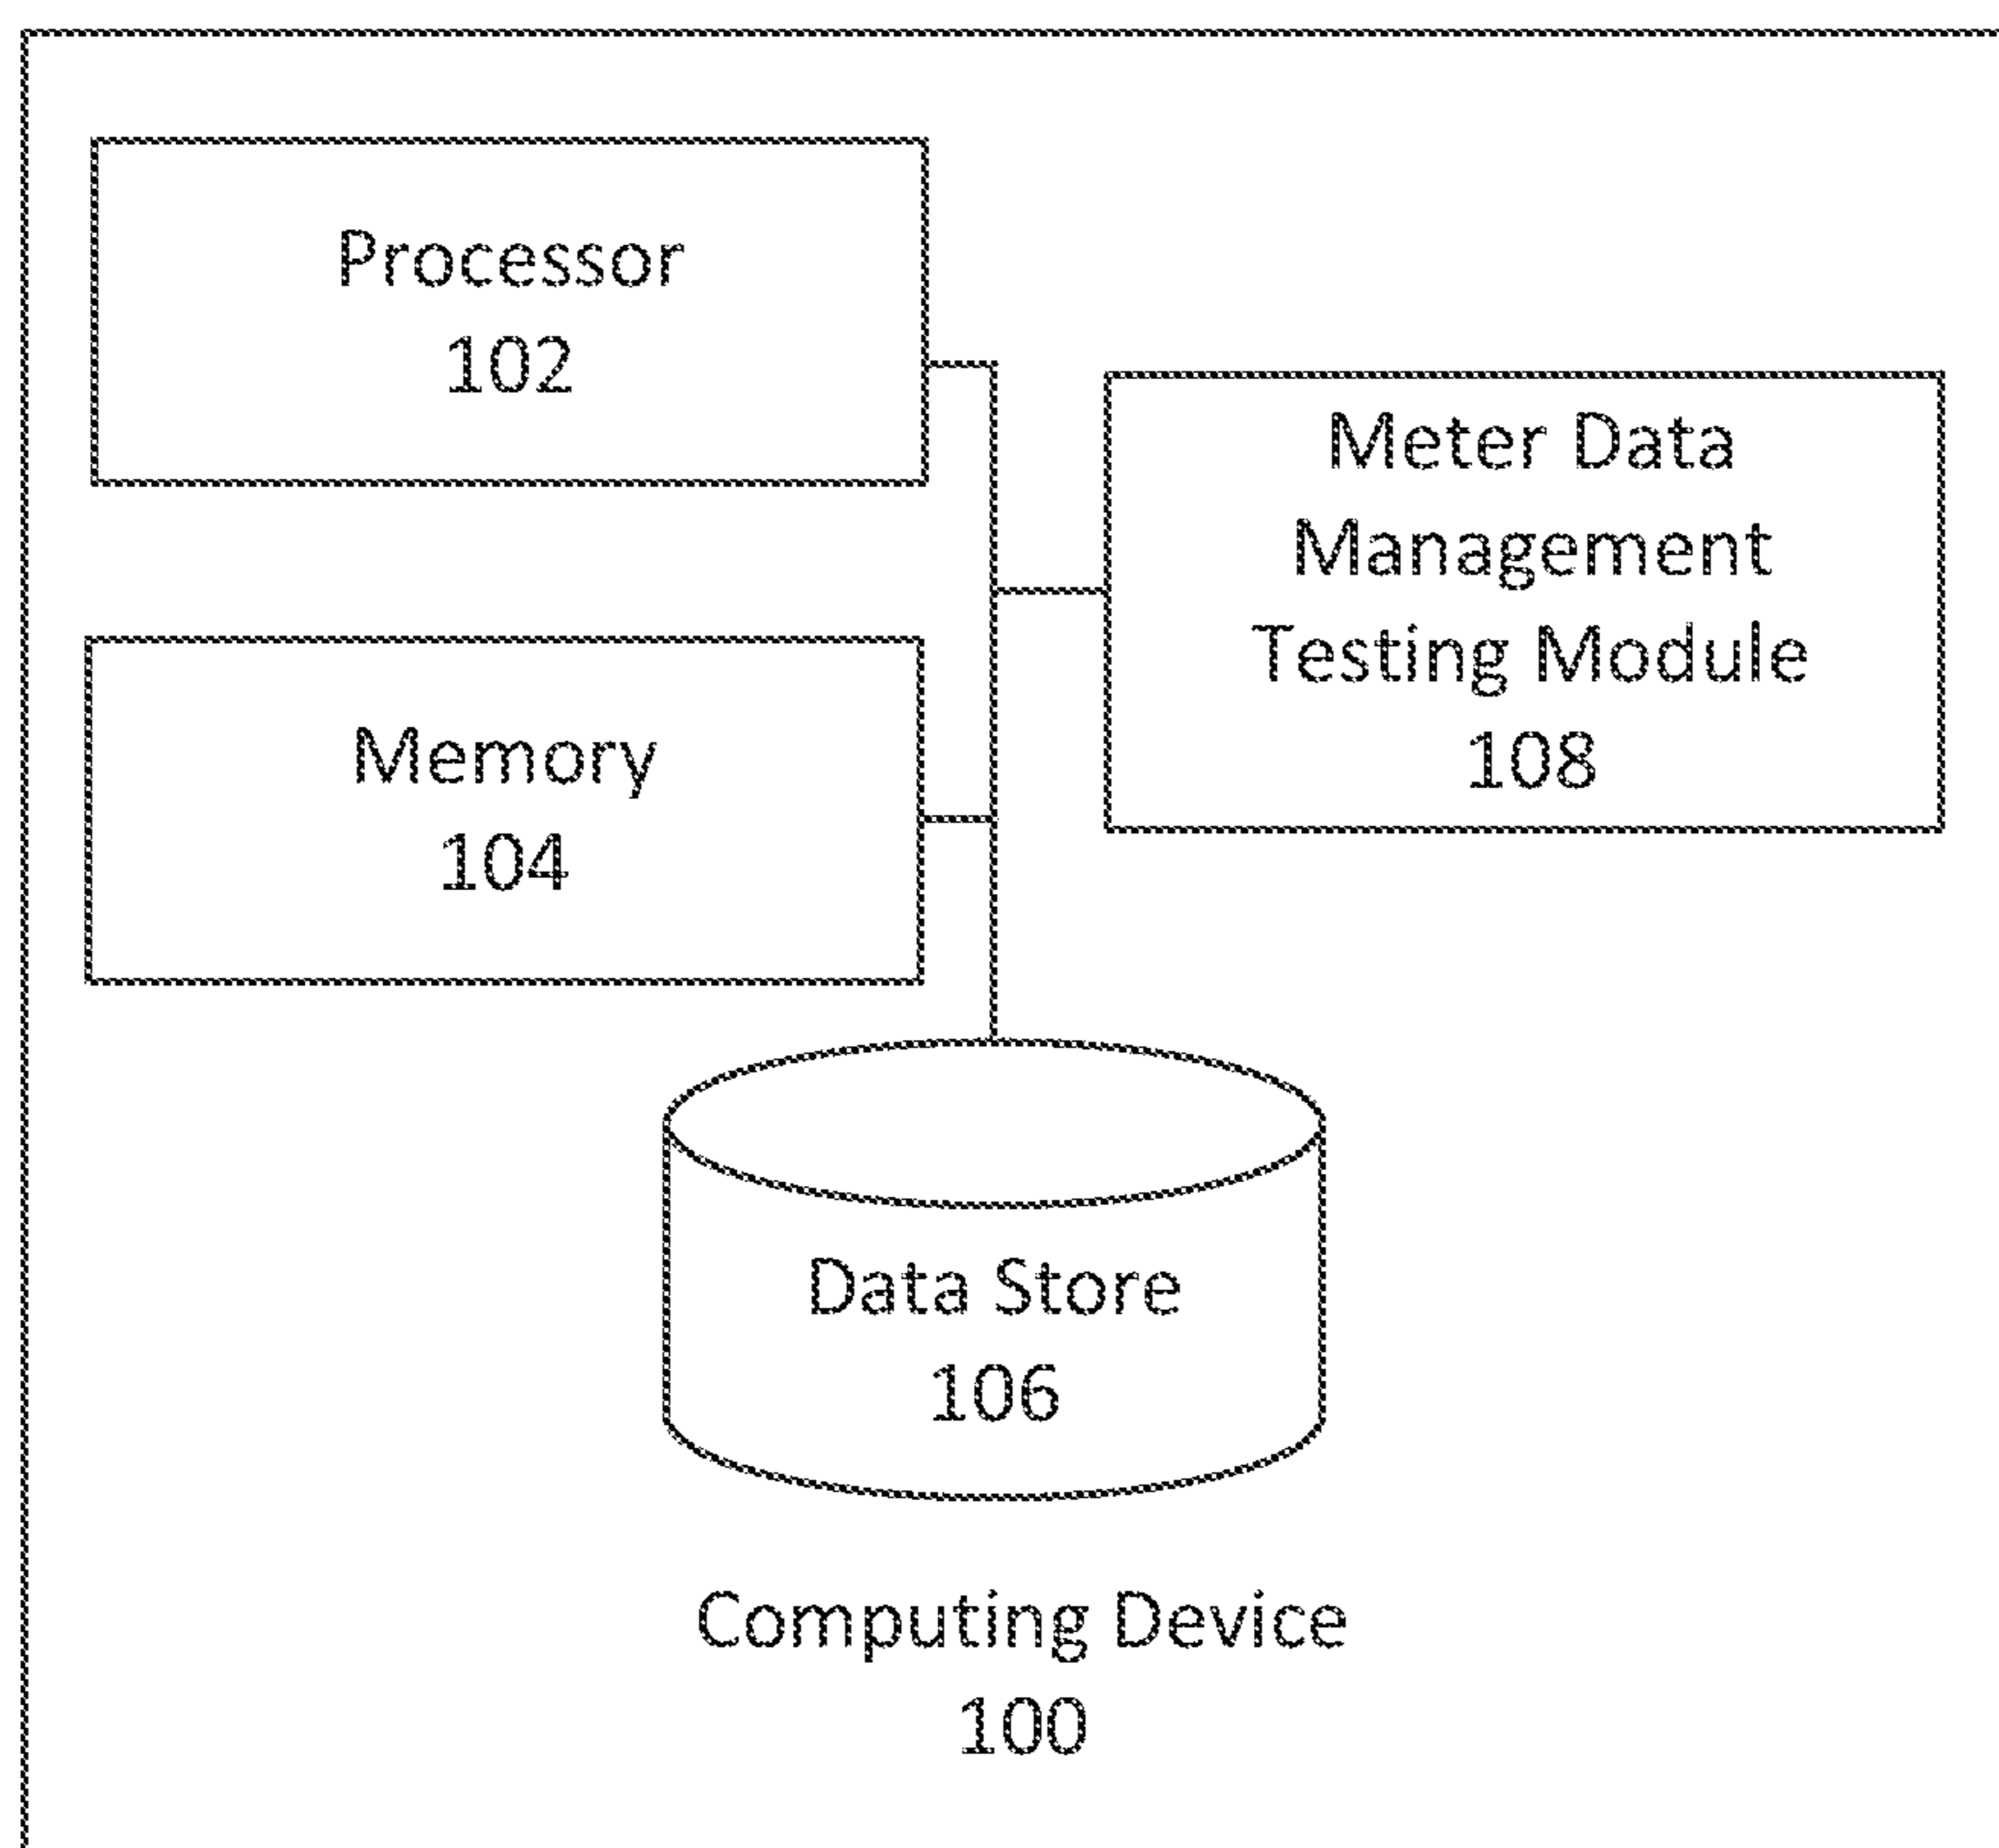 Processor
102
Meter Data
Management
Testing Module
108
Memory
104
Data Store
106
Computing Device
100